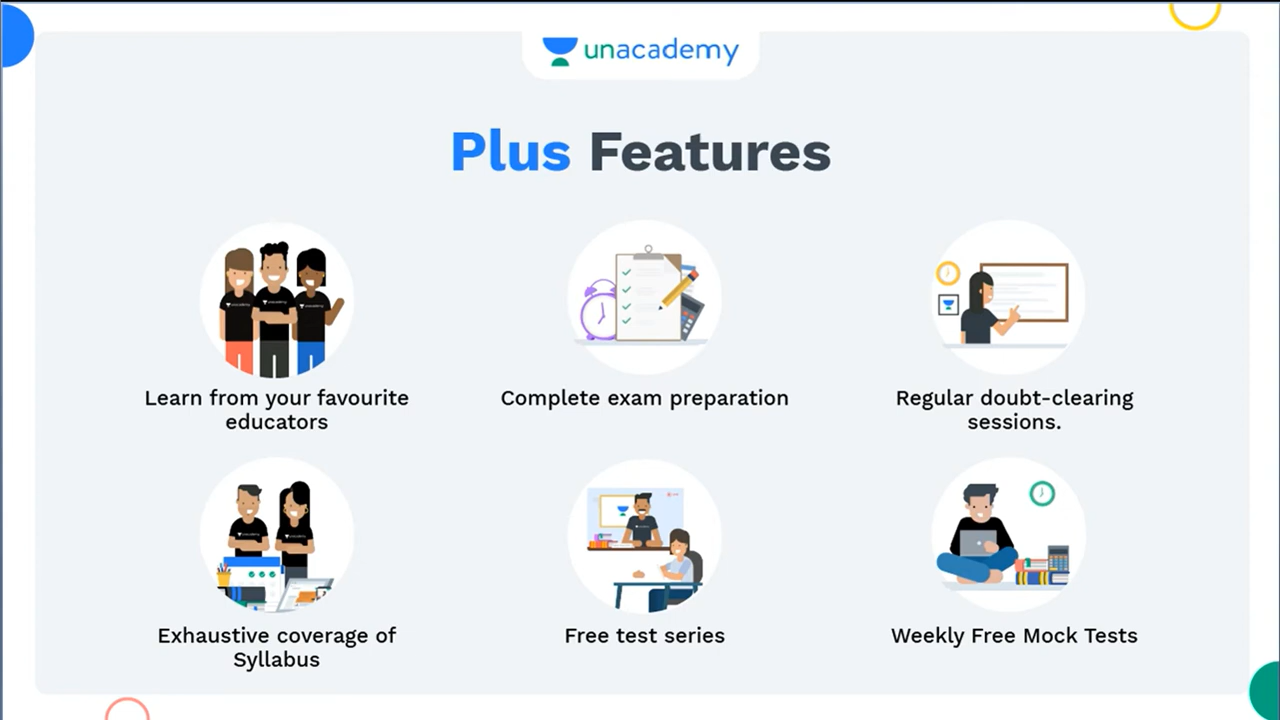 unacademy
Plus Features
Learn from your favourite
educators
Complete exam preparation
Regular doubt-clearing
sessions.
Exhaustive coverage of
Syllabus
Free test series
Weekly Free Mock Tests